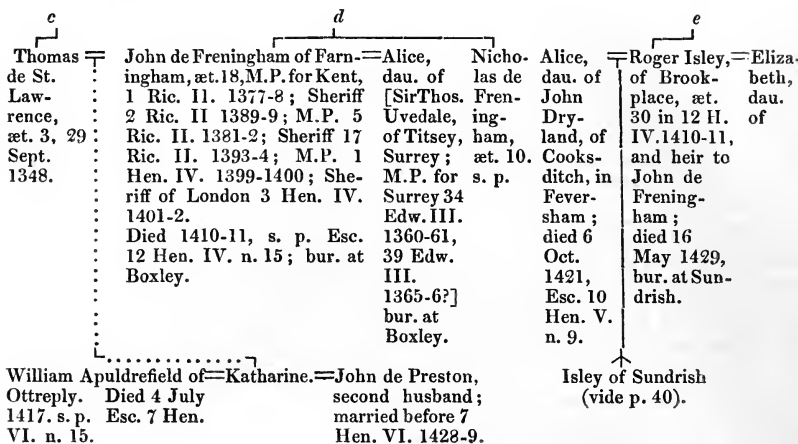 c
d
e
Thomas
de St.
Law-
rence,
æt. 3, 29
Sept.
1348.
John de Freningham of Farn-
ingham, æt. 18, M.P. for Kent,
1 Ric. II. 1377-8; Sheriff
2 Ric. II 1389-9; M.P. 5
Ric. II. 1381-2; Sheriff 17
Ric. II. 1393-4; M.P. 1
Hen. IV. 1399-1400; She-
riff of London 3 Hen. IV.
1401-2.
Died 1410-11, s. p. Esc.
12 Hen. IV. n. 15; bur. at
Boxley.
Alice,
dau. of
[Sir Thos.
Uvedale,
of Titsey,
Surrey;
M.P. for
Surrey 34
Edw. III.
1360-61,
39 Edw.
III.
1365-6?]
bur. at
Boxley.
Nicho-
las de
Fren-
ing-
ham,
æt. 10.
s. p.
Alice,
dau. of
John
Dry-
land, of
Cooks-
ditch, in
Fever-
sham;
died 6
Oct.
1421,
Esc. 10
Hen. V.
n. 9.
Roger Isley,
of Brook-
place, æt.
30 in 12 H.
IV. 1410-11,
and heir to
John de
Frening-
ham;
died 16
May 1429,
bur. at Sun-
drish.
Eliza-
beth,
dau.
of
William Apuldrefield of
Ottreply. Died 4 July
1417. s. p. Esc. 7 Hen.
VI. n. 15.
Katharine.
John de Preston,
second husband;
married before 7
Hen. VI. 1428-9.
Isley of Sundrish
(vide p. 40).